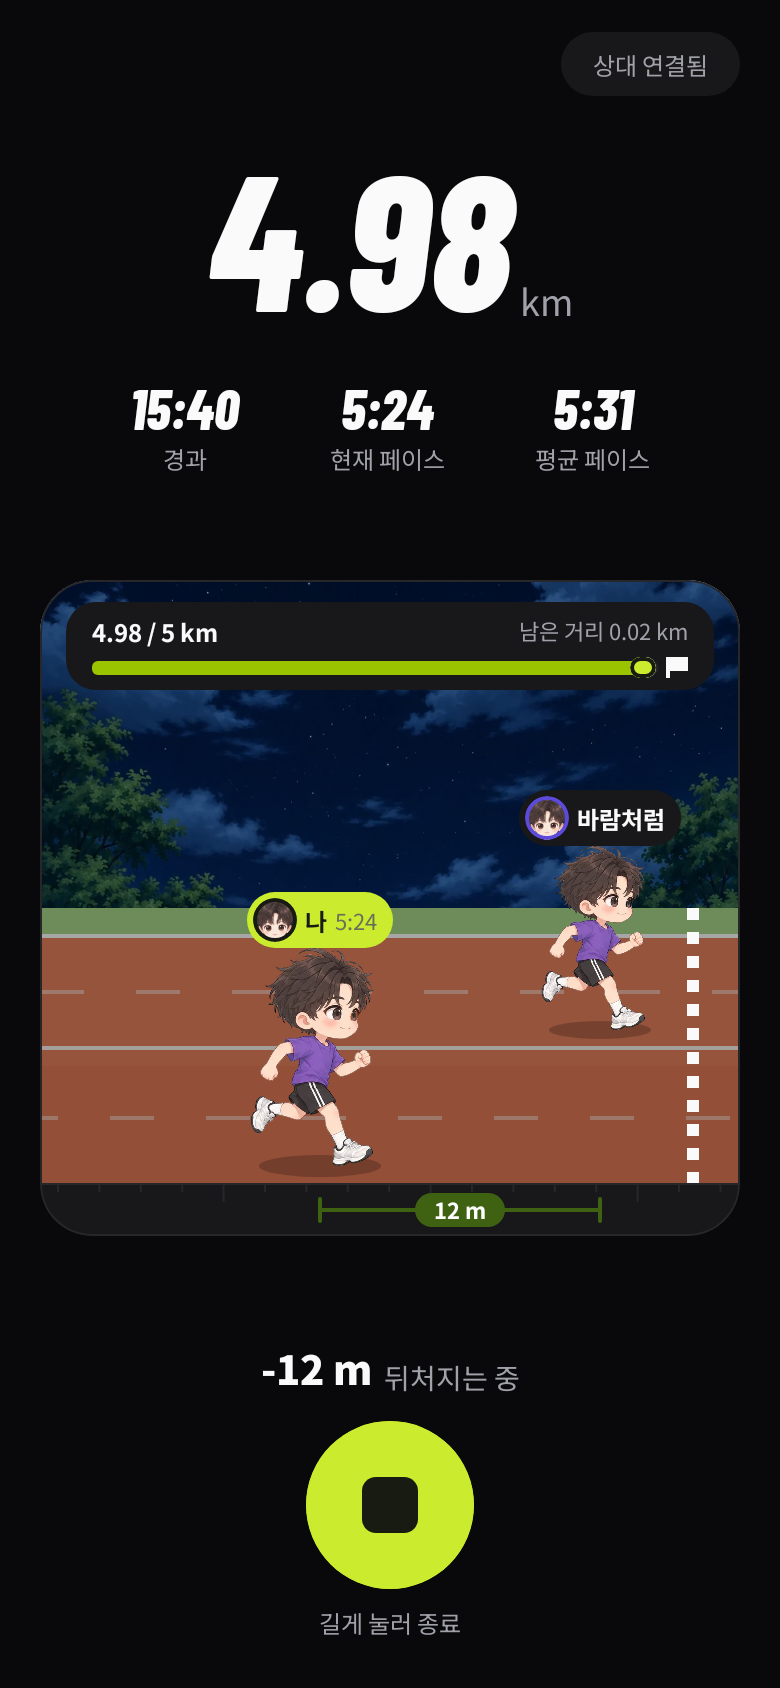 상대 연결됨
4.98 km
15:40 5:24 5:31
경과 현재 페이스 평균 페이스
4.98 / 5 km 남은 거리 0.02 km
바람처럼
나 5:24
12 m
-12 m 뒤처지는 중
길게 눌러 종료